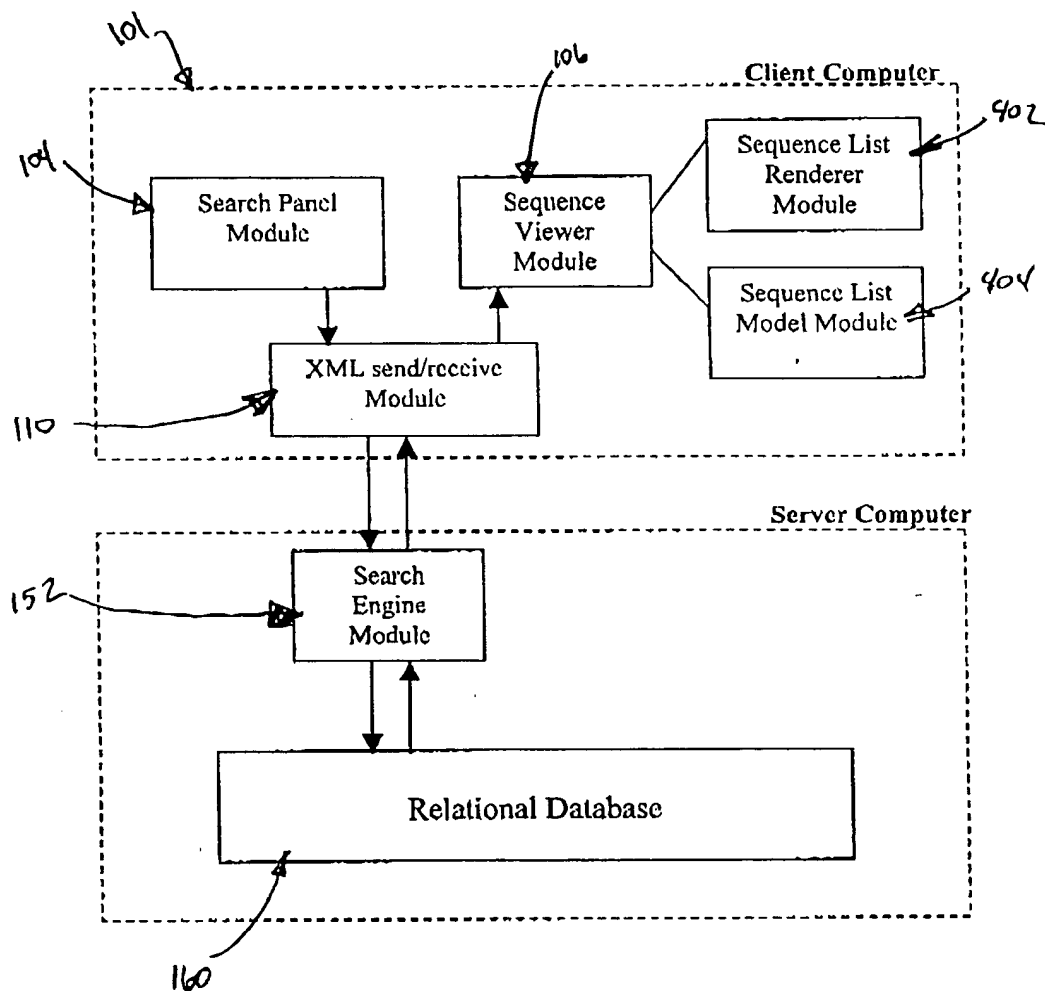 101
106
Client Computer
402
104
Search Panel
Module
Sequence
Viewer
Module
Sequence List
Renderer
Module
404
Sequence List
Model Module
XML send/receive
Module
110
Server Computer
152
Search
Engine
Module
Relational Database
160